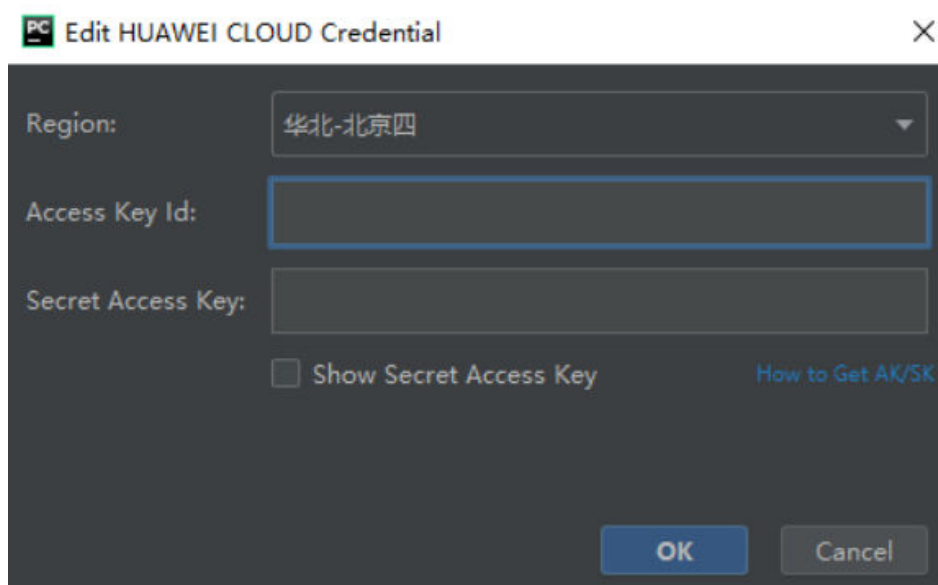 PC Edit HUAWEI CLOUD Credential
Region: 华北-北京四
Access Key Id:
Secret Access Key:
Show Secret Access Key How to Get AK/SK
OK Cancel